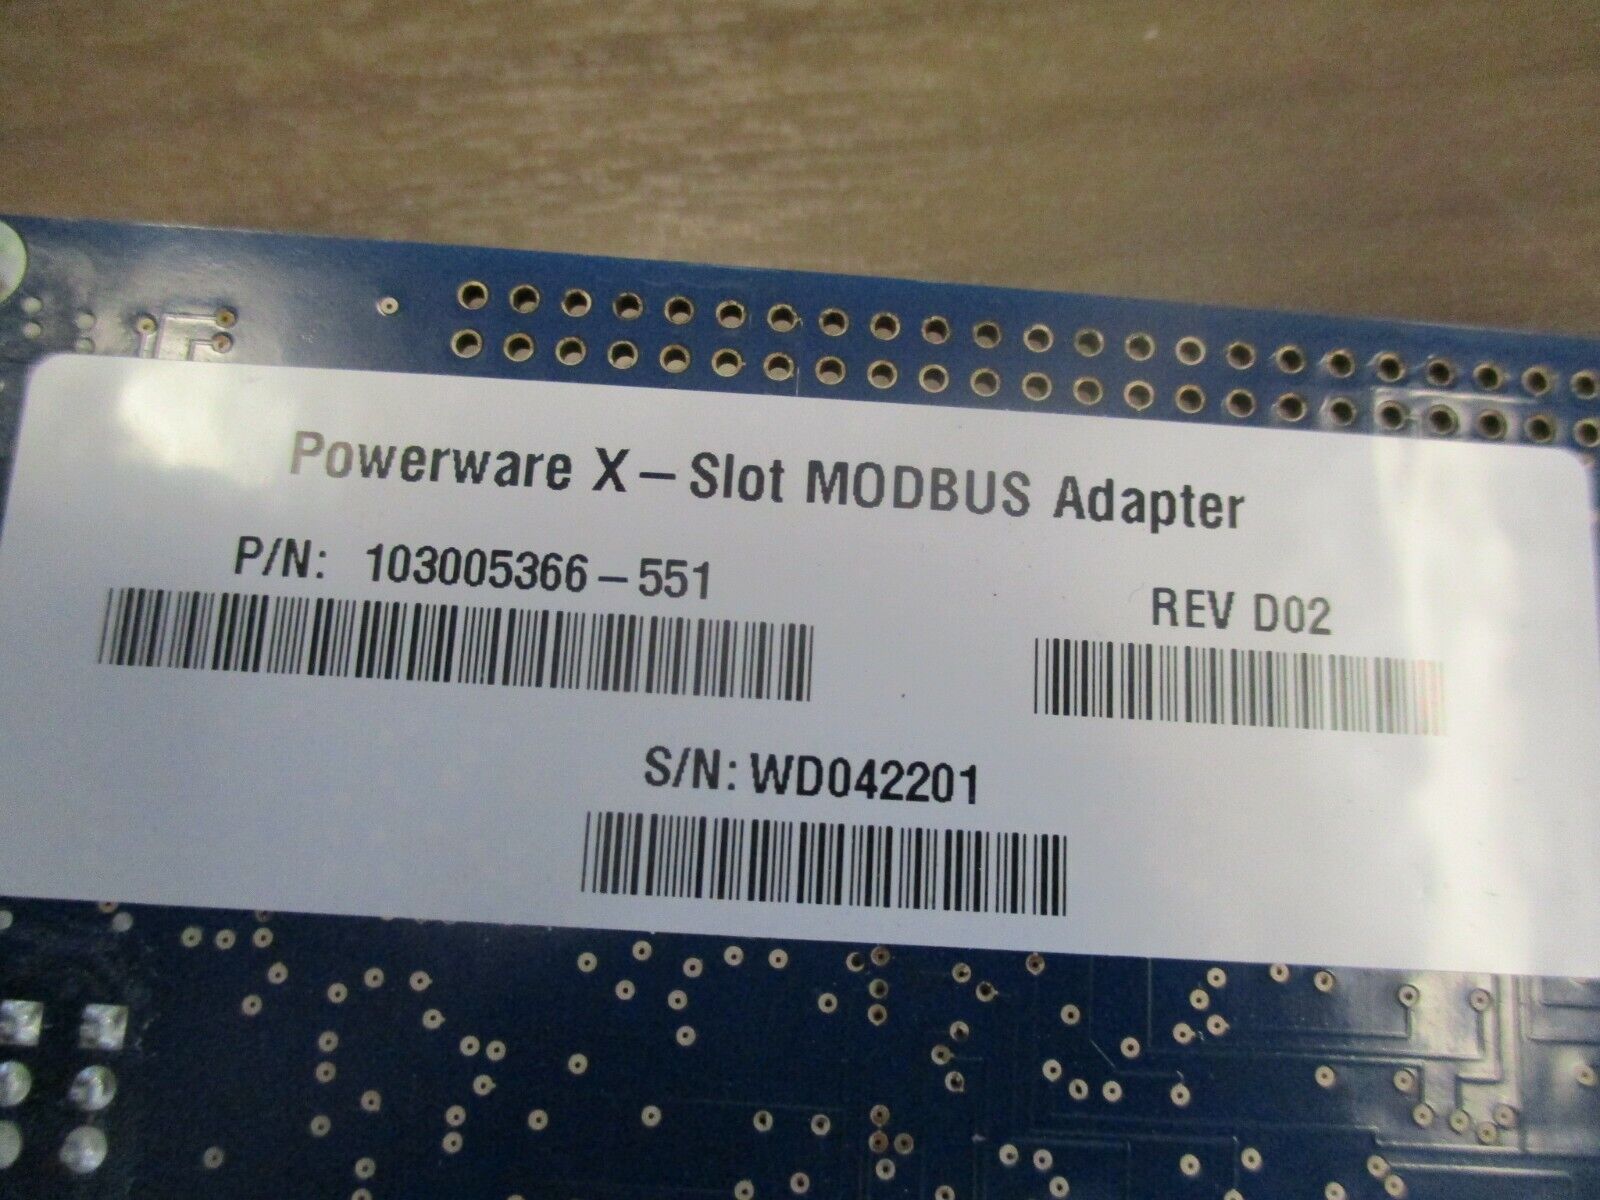 Powerware X-Slot MODBUS Adapter
P/N: 103005366-551
REV D02
S/N: WD042201